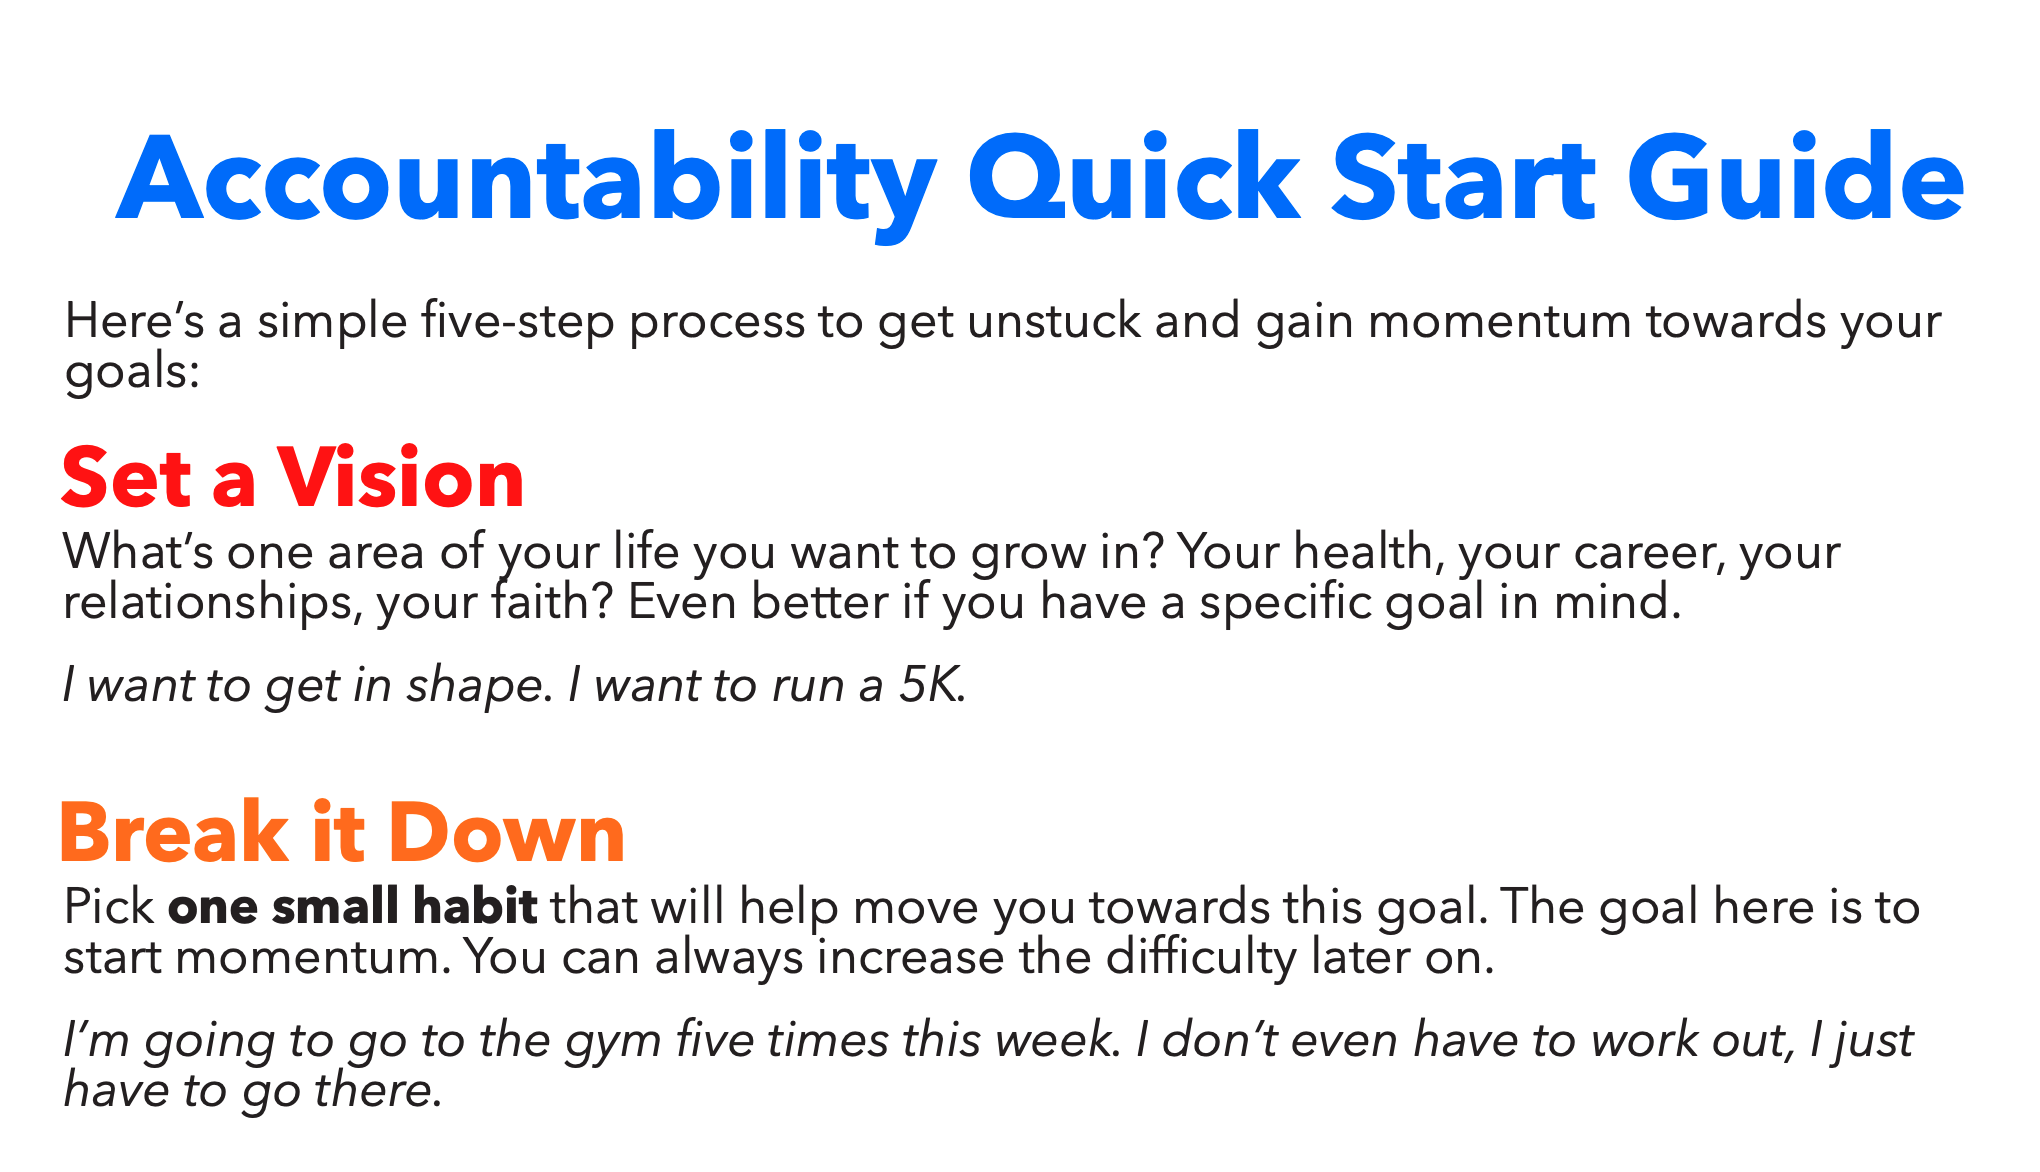 Accountability Quick Start Guide
Here’s a simple five-step process to get unstuck and gain momentum towards your
goals:
Set a Vision
What’s one area of your life you want to grow in? Your health, your career, your
relationships, your faith? Even better if you have a specific goal in mind.
I want to get in shape. I want to run a 5K.
Break it Down
Pick one small habit that will help move you towards this goal. The goal here is to
start momentum. You can always increase the difficulty later on.
I’m going to go to the gym five times this week. I don’t even have to work out, I just
have to go there.